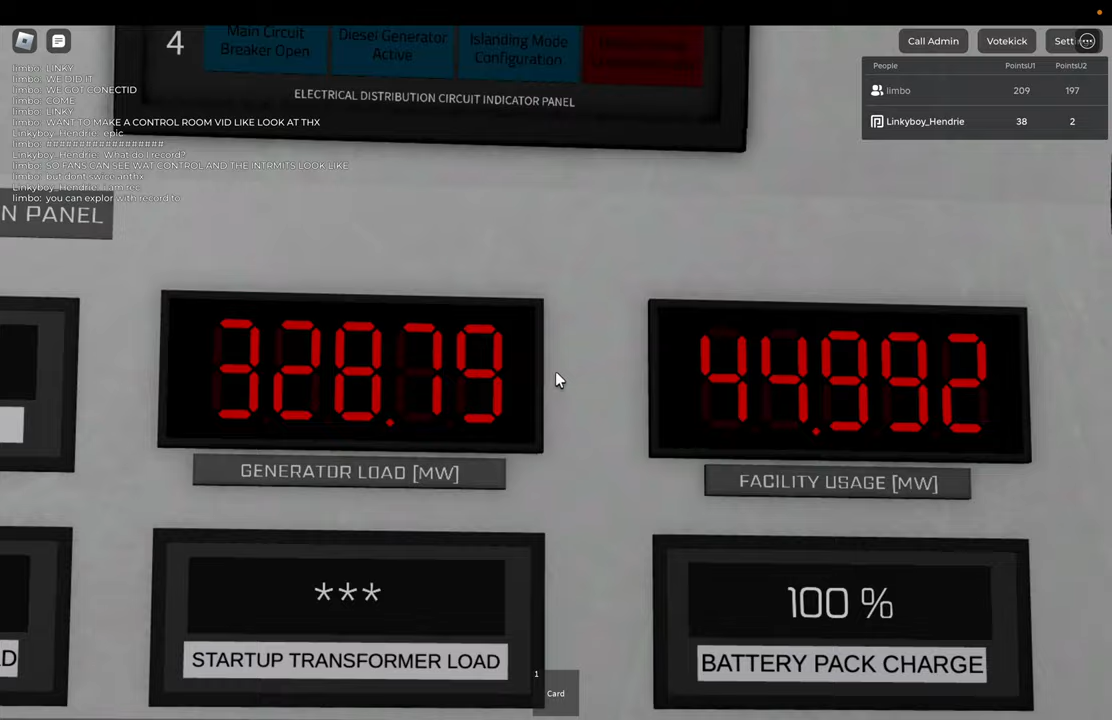 4
Main Circuit
Breaker Open
Diesel Generator
Active
Islanding Mode
Configuration
ELECTRICAL DISTRIBUTION CIRCUIT INDICATOR PANEL
Call Admin
Votekick
Setti
People PointsU1 PointsU2
limbo 209 197
Linkyboy_Hendrie 38 2
limbo: LINKY
limbo: WE DID IT
limbo: WE GOT CONECTID
limbo: COME
limbo: LINKY
limbo: WANT TO MAKE A CONTROL ROOM VID LIKE LOOK AT THX
Linkyboy_Hendrie: epic
limbo: ##################
Linkyboy_Hendrie: What do I record?
limbo: SO FANS CAN SEE WAT CONTROL AND THE INTRMITS LOOK LIKE
limbo: but dont swice anthx
Linkyboy_Hendrie: I am rec
limbo: you can explor with record to
N PANEL
328.79
GENERATOR LOAD [MW]
44.992
FACILITY USAGE [MW]
***
STARTUP TRANSFORMER LOAD
100 %
BATTERY PACK CHARGE
D
1
Card